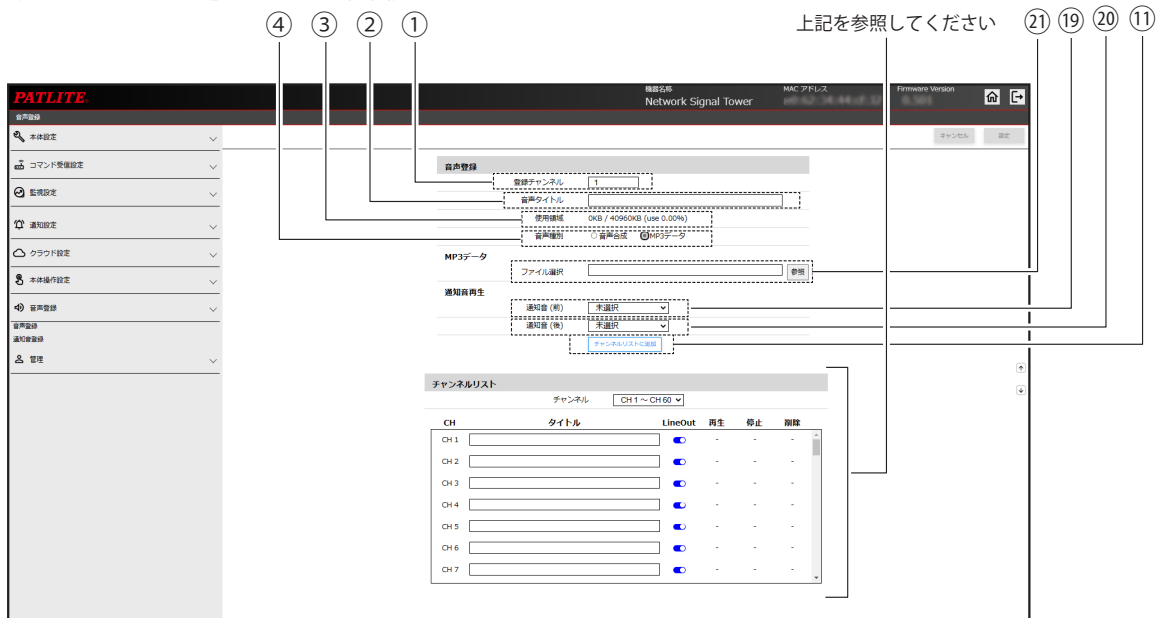 ④ ③ ② ① 上記を参照してください ㉑ ⑲ ⑳ ⑪
PATLITE
機器名称
Network Signal Tower
MAC アドレス
Firmware Version
0.501
音声登録
本体設定
キャンセル 設定
コマンド受信設定
監視設定
通知設定
クラウド設定
本体操作設定
音声登録
音声登録
通知音登録
管理
音声登録
登録チャンネル 1
音声タイトル
使用領域 0KB / 40960KB (use 0.00%)
音声種別 音声合成 MP3データ
MP3データ
ファイル選択 参照
通知音再生
通知音 (前) 未選択
通知音 (後) 未選択
チャンネルリストに追加
チャンネルリスト
チャンネル CH 1 ～ CH 60
CH タイトル LineOut 再生 停止 削除
CH 1 - - -
CH 2 - - -
CH 3 - - -
CH 4 - - -
CH 5 - - -
CH 6 - - -
CH 7 - - -